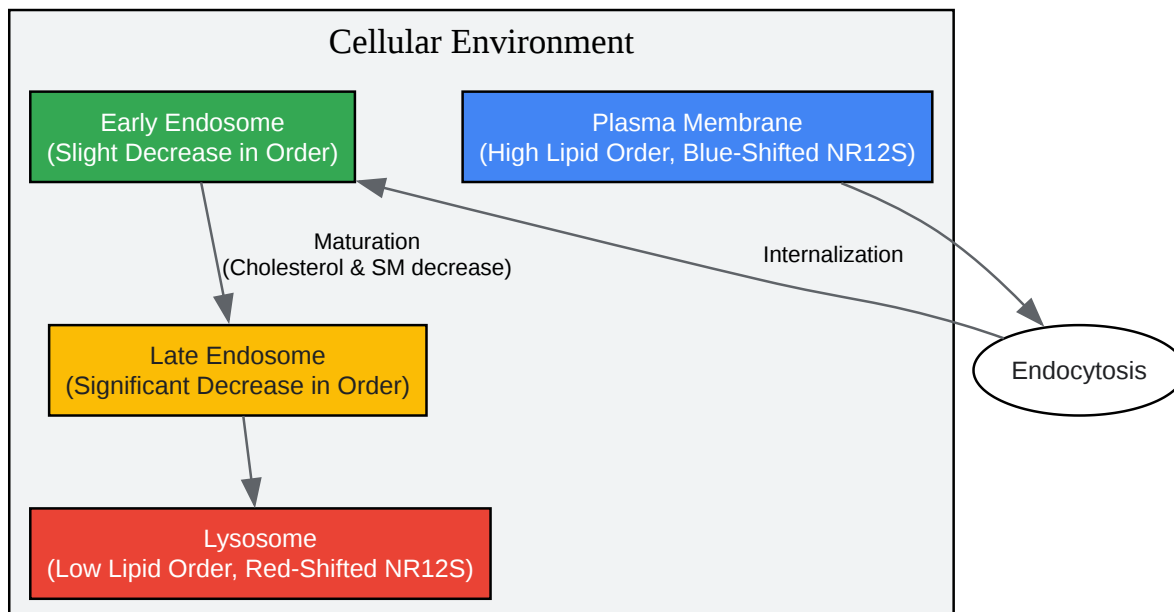 Cellular Environment
Early Endosome
(Slight Decrease in Order)
Plasma Membrane
(High Lipid Order, Blue-Shifted NR12S)
Maturation
(Cholesterol & SM decrease)
Internalization
Late Endosome
(Significant Decrease in Order)
Endocytosis
Lysosome
(Low Lipid Order, Red-Shifted NR12S)